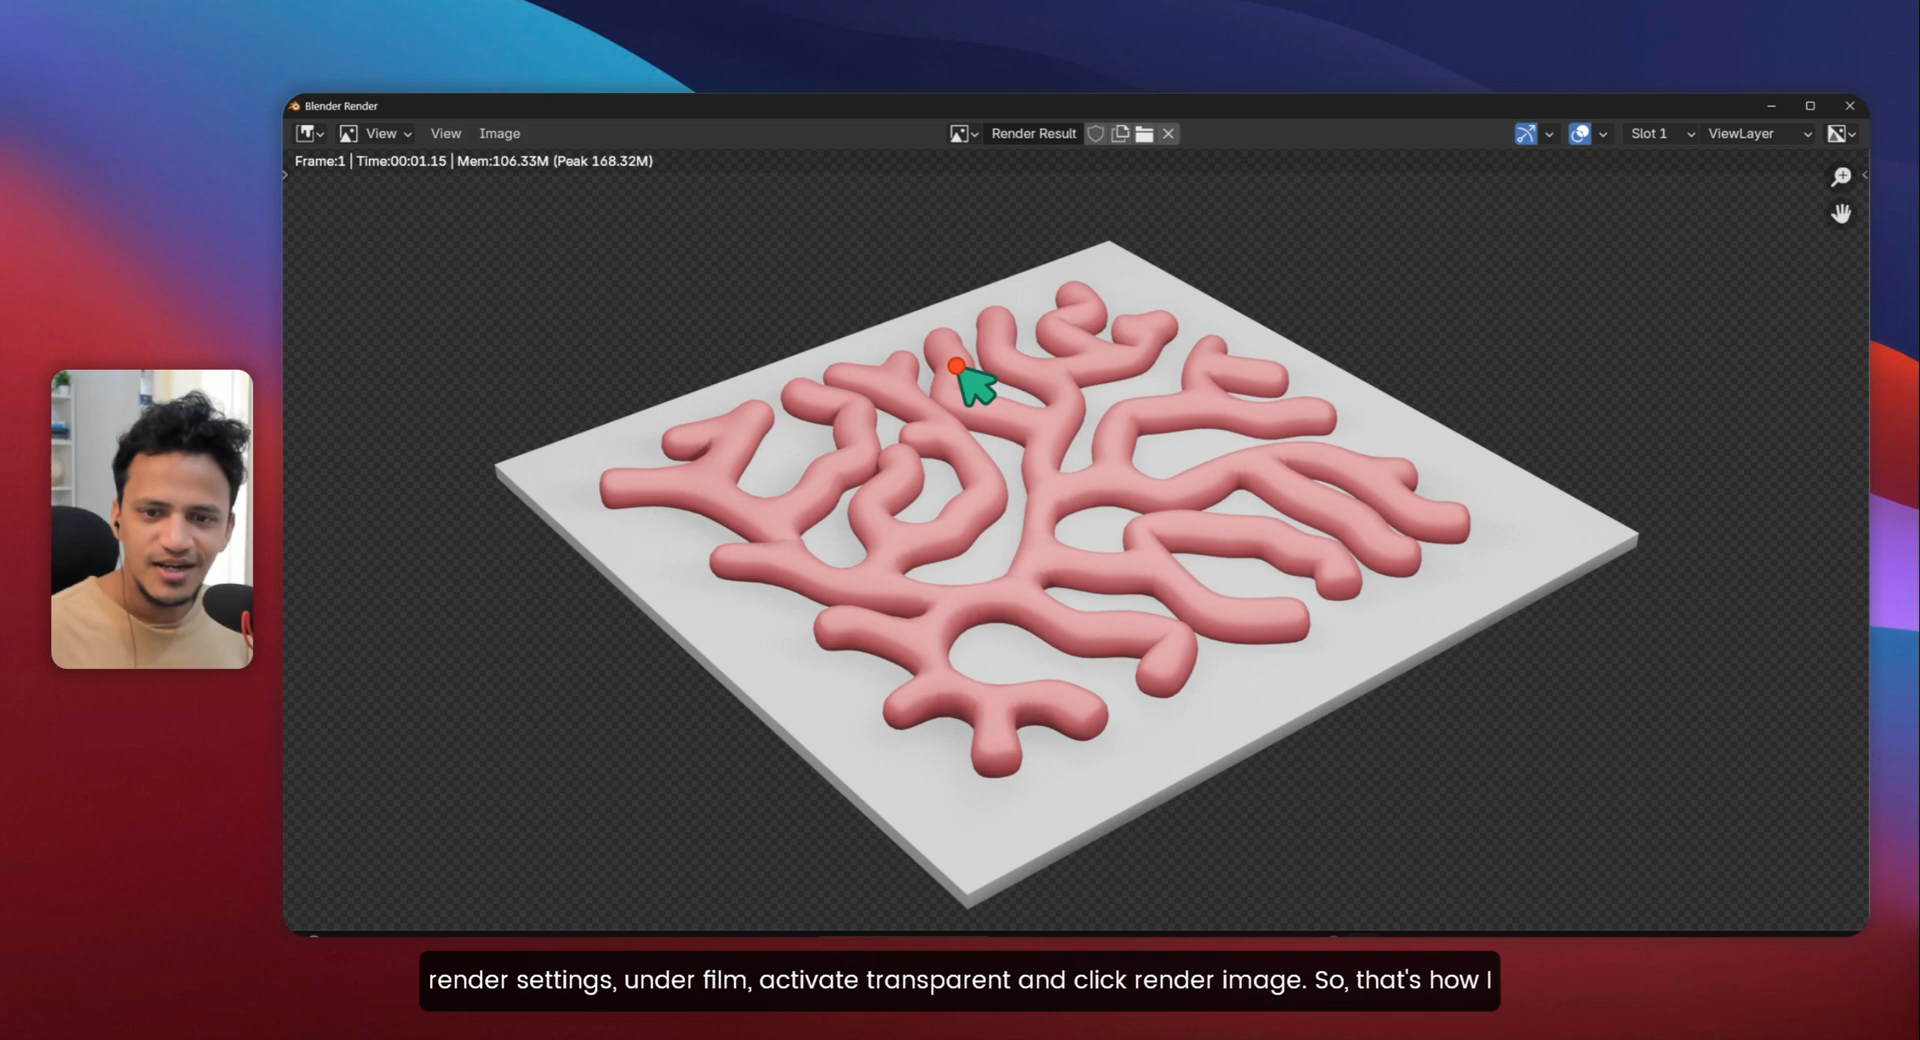 Blender Render
View View Image Render Result Slot 1 ViewLayer
Frame:1 | Time:00:01.15 | Mem:106.33M (Peak 168.32M)
render settings, under film, activate transparent and click render image. So, that's how I